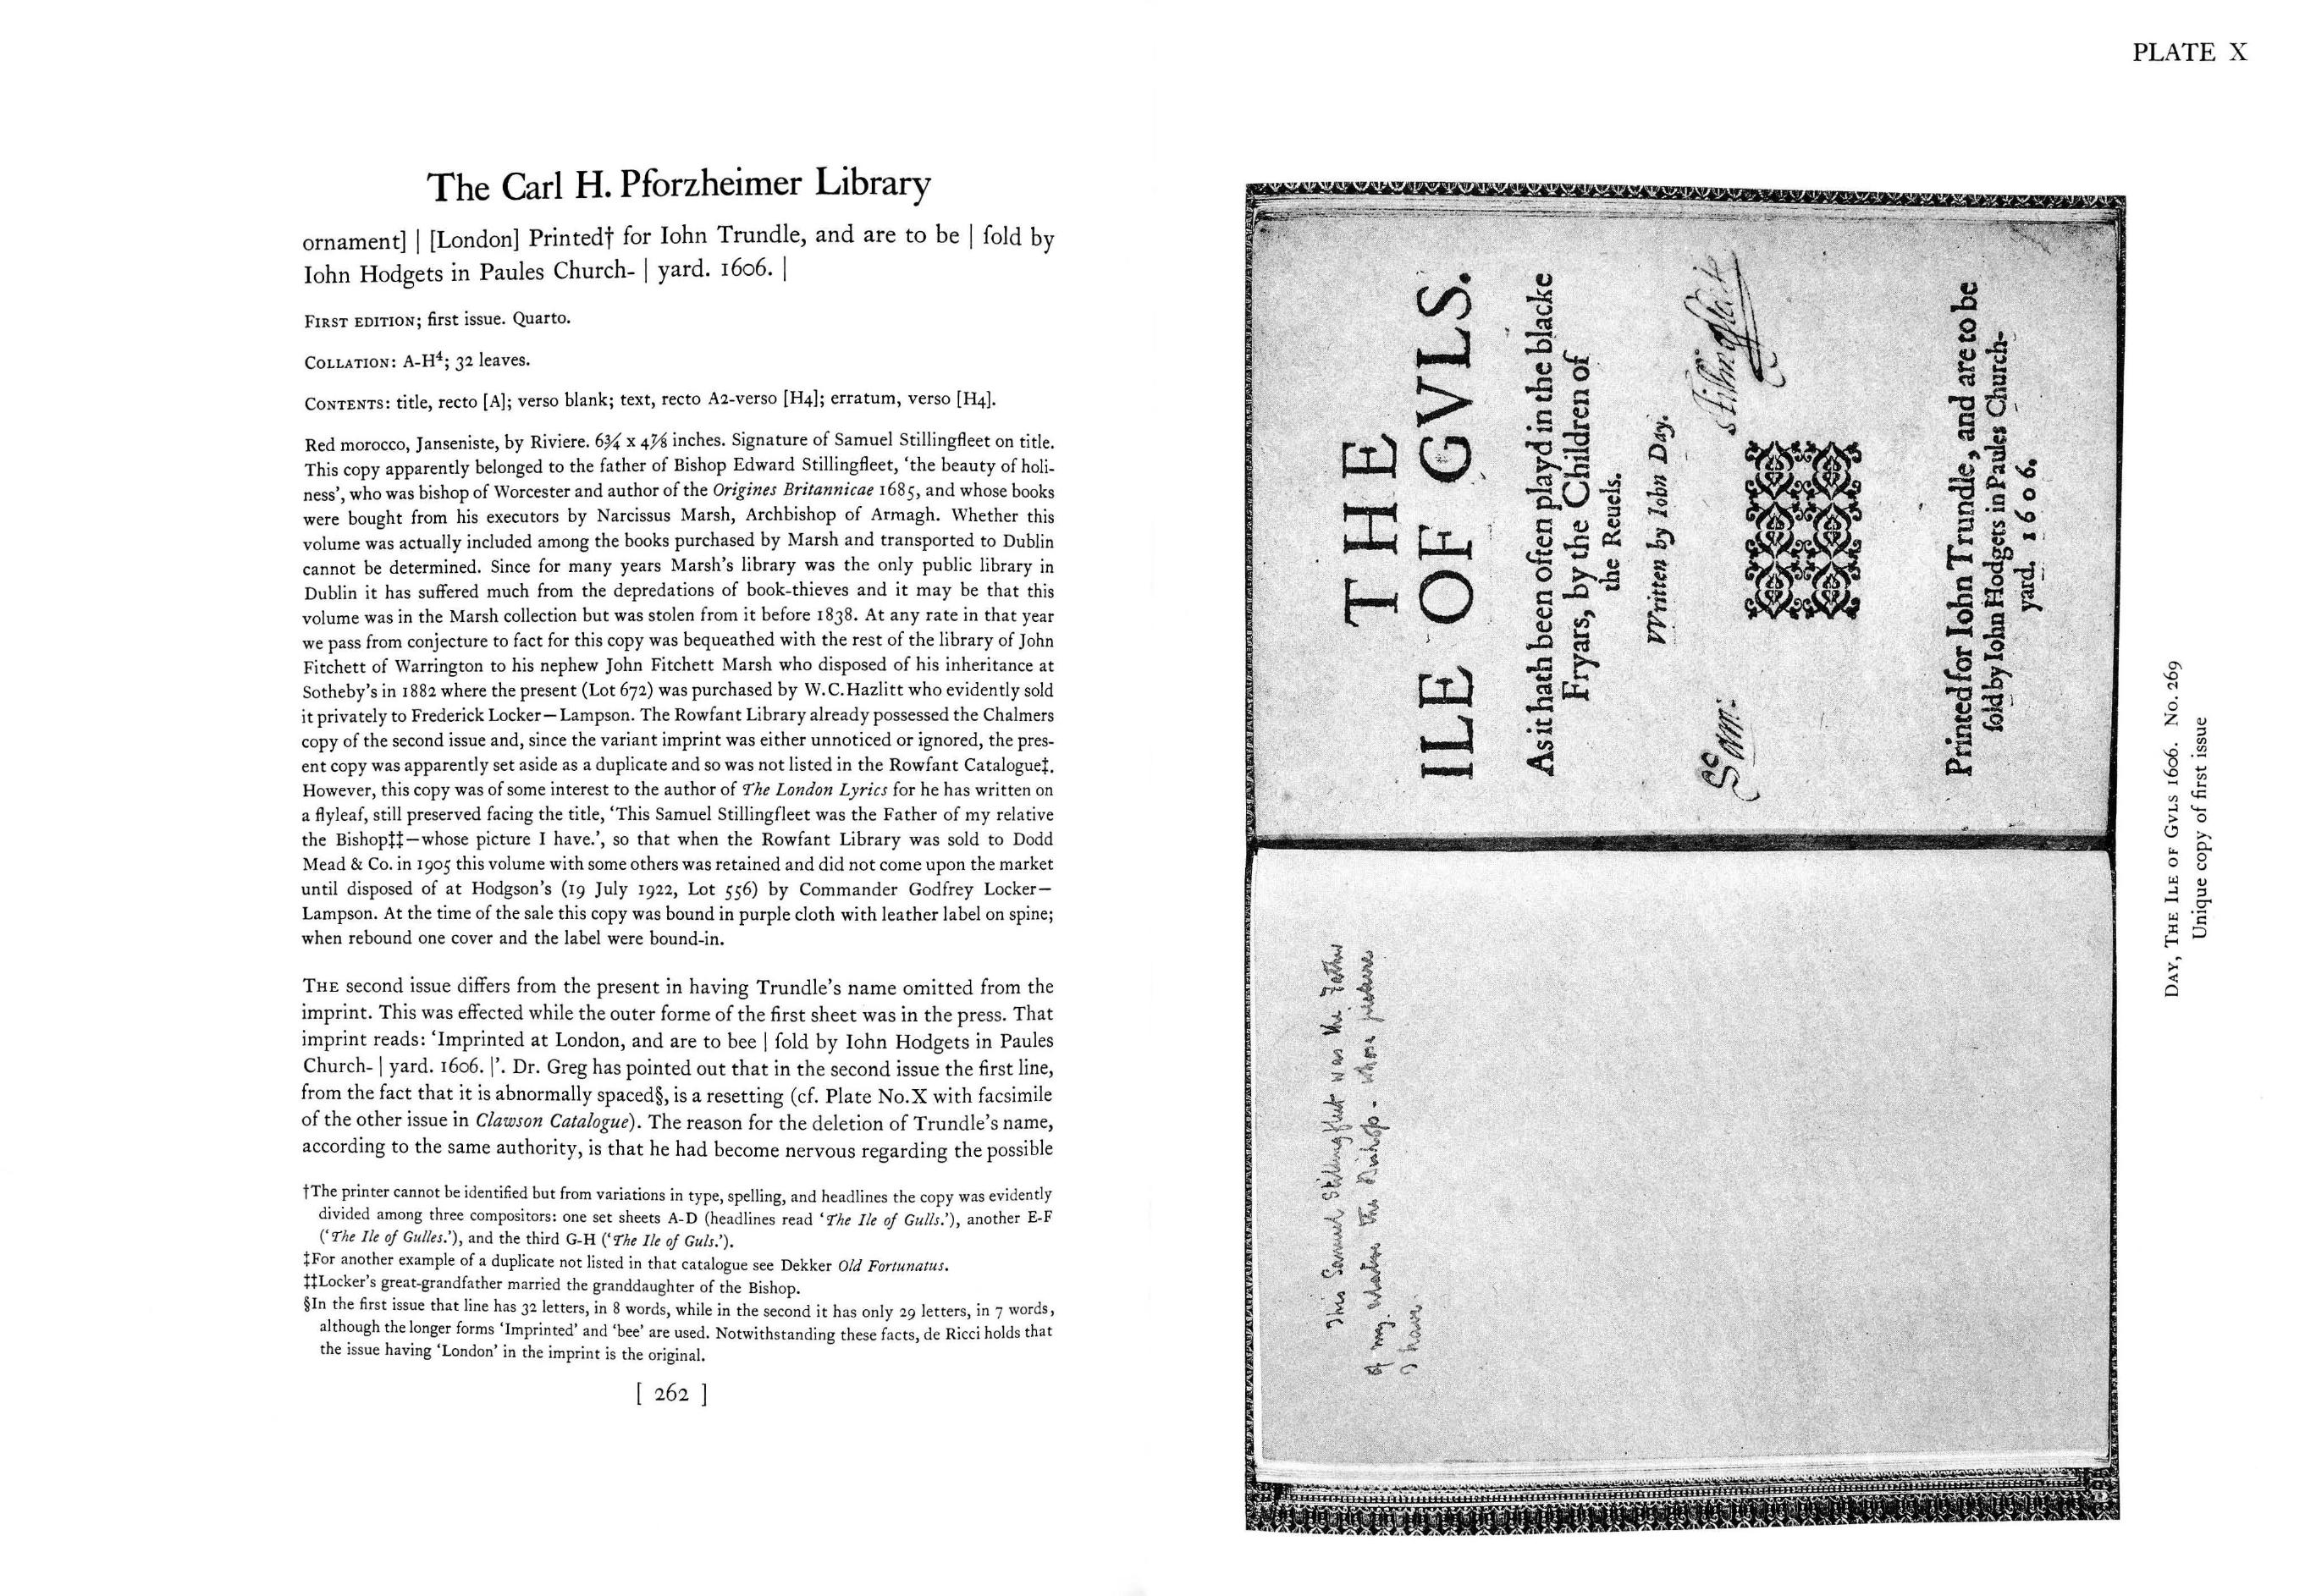 The Carl H. Pforzheimer Library
ornament] | [London] Printed† for Iohn Trundle, and are to be | ſold by
Iohn Hodgets in Paules Church- | yard. 1606. |
FIRST EDITION; first issue. Quarto.
COLLATION: A-H⁴; 32 leaves.
CONTENTS: title, recto [A]; verso blank; text, recto A2-verso [H4]; erratum, verso [H4].
Red morocco, Janseniste, by Riviere. 6¾ x 4⅞ inches. Signature of Samuel Stillingfleet on title.
This copy apparently belonged to the father of Bishop Edward Stillingfleet, ‘the beauty of holi-
ness’, who was bishop of Worcester and author of the Origines Britannicae 1685, and whose books
were bought from his executors by Narcissus Marsh, Archbishop of Armagh. Whether this
volume was actually included among the books purchased by Marsh and transported to Dublin
cannot be determined. Since for many years Marsh’s library was the only public library in
Dublin it has suffered much from the depredations of book-thieves and it may be that this
volume was in the Marsh collection but was stolen from it before 1838. At any rate in that year
we pass from conjecture to fact for this copy was bequeathed with the rest of the library of John
Fitchett of Warrington to his nephew John Fitchett Marsh who disposed of his inheritance at
Sotheby’s in 1882 where the present (Lot 672) was purchased by W.C.Hazlitt who evidently sold
it privately to Frederick Locker—Lampson. The Rowfant Library already possessed the Chalmers
copy of the second issue and, since the variant imprint was either unnoticed or ignored, the pres-
ent copy was apparently set aside as a duplicate and so was not listed in the Rowfant Catalogue‡.
However, this copy was of some interest to the author of The London Lyrics for he has written on
a flyleaf, still preserved facing the title, ‘This Samuel Stillingfleet was the Father of my relative
the Bishop‡‡—whose picture I have.’, so that when the Rowfant Library was sold to Dodd
Mead & Co. in 1905 this volume with some others was retained and did not come upon the market
until disposed of at Hodgson’s (19 July 1922, Lot 556) by Commander Godfrey Locker—
Lampson. At the time of the sale this copy was bound in purple cloth with leather label on spine;
when rebound one cover and the label were bound-in.
THE second issue differs from the present in having Trundle’s name omitted from the
imprint. This was effected while the outer forme of the first sheet was in the press. That
imprint reads: ‘Imprinted at London, and are to bee | ſold by Iohn Hodgets in Paules
Church- | yard. 1606. |’. Dr. Greg has pointed out that in the second issue the first line,
from the fact that it is abnormally spaced§, is a resetting (cf. Plate No.X with facsimile
of the other issue in Clawson Catalogue). The reason for the deletion of Trundle’s name,
according to the same authority, is that he had become nervous regarding the possible
†The printer cannot be identified but from variations in type, spelling, and headlines the copy was evidently
divided among three compositors: one set sheets A-D (headlines read ‘The Ile of Gulls.’), another E-F
(‘The Ile of Gulles.’), and the third G-H (‘The Ile of Guls.’).
‡For another example of a duplicate not listed in that catalogue see Dekker Old Fortunatus.
‡‡Locker’s great-grandfather married the granddaughter of the Bishop.
§In the first issue that line has 32 letters, in 8 words, while in the second it has only 29 letters, in 7 words,
although the longer forms ‘Imprinted’ and ‘bee’ are used. Notwithstanding these facts, de Ricci holds that
the issue having ‘London’ in the imprint is the original.
[ 262 ]
PLATE X
This Samuel Stillingfleet was the Father
of my relative the Bishop - whose picture
I have.
THE
ILE OF GVLS.
As it hath been often playd in the blacke
Fryars, by the Children of
the Reuels.
VVritten by Iohn Day.
Sam: Stillingfleete
Printed for Iohn Trundle, and are to be
ſold by Iohn Hodgets in Paules Church-
yard. 1606.
DAY, THE ILE OF GVLS 1606. No. 269
Unique copy of first issue